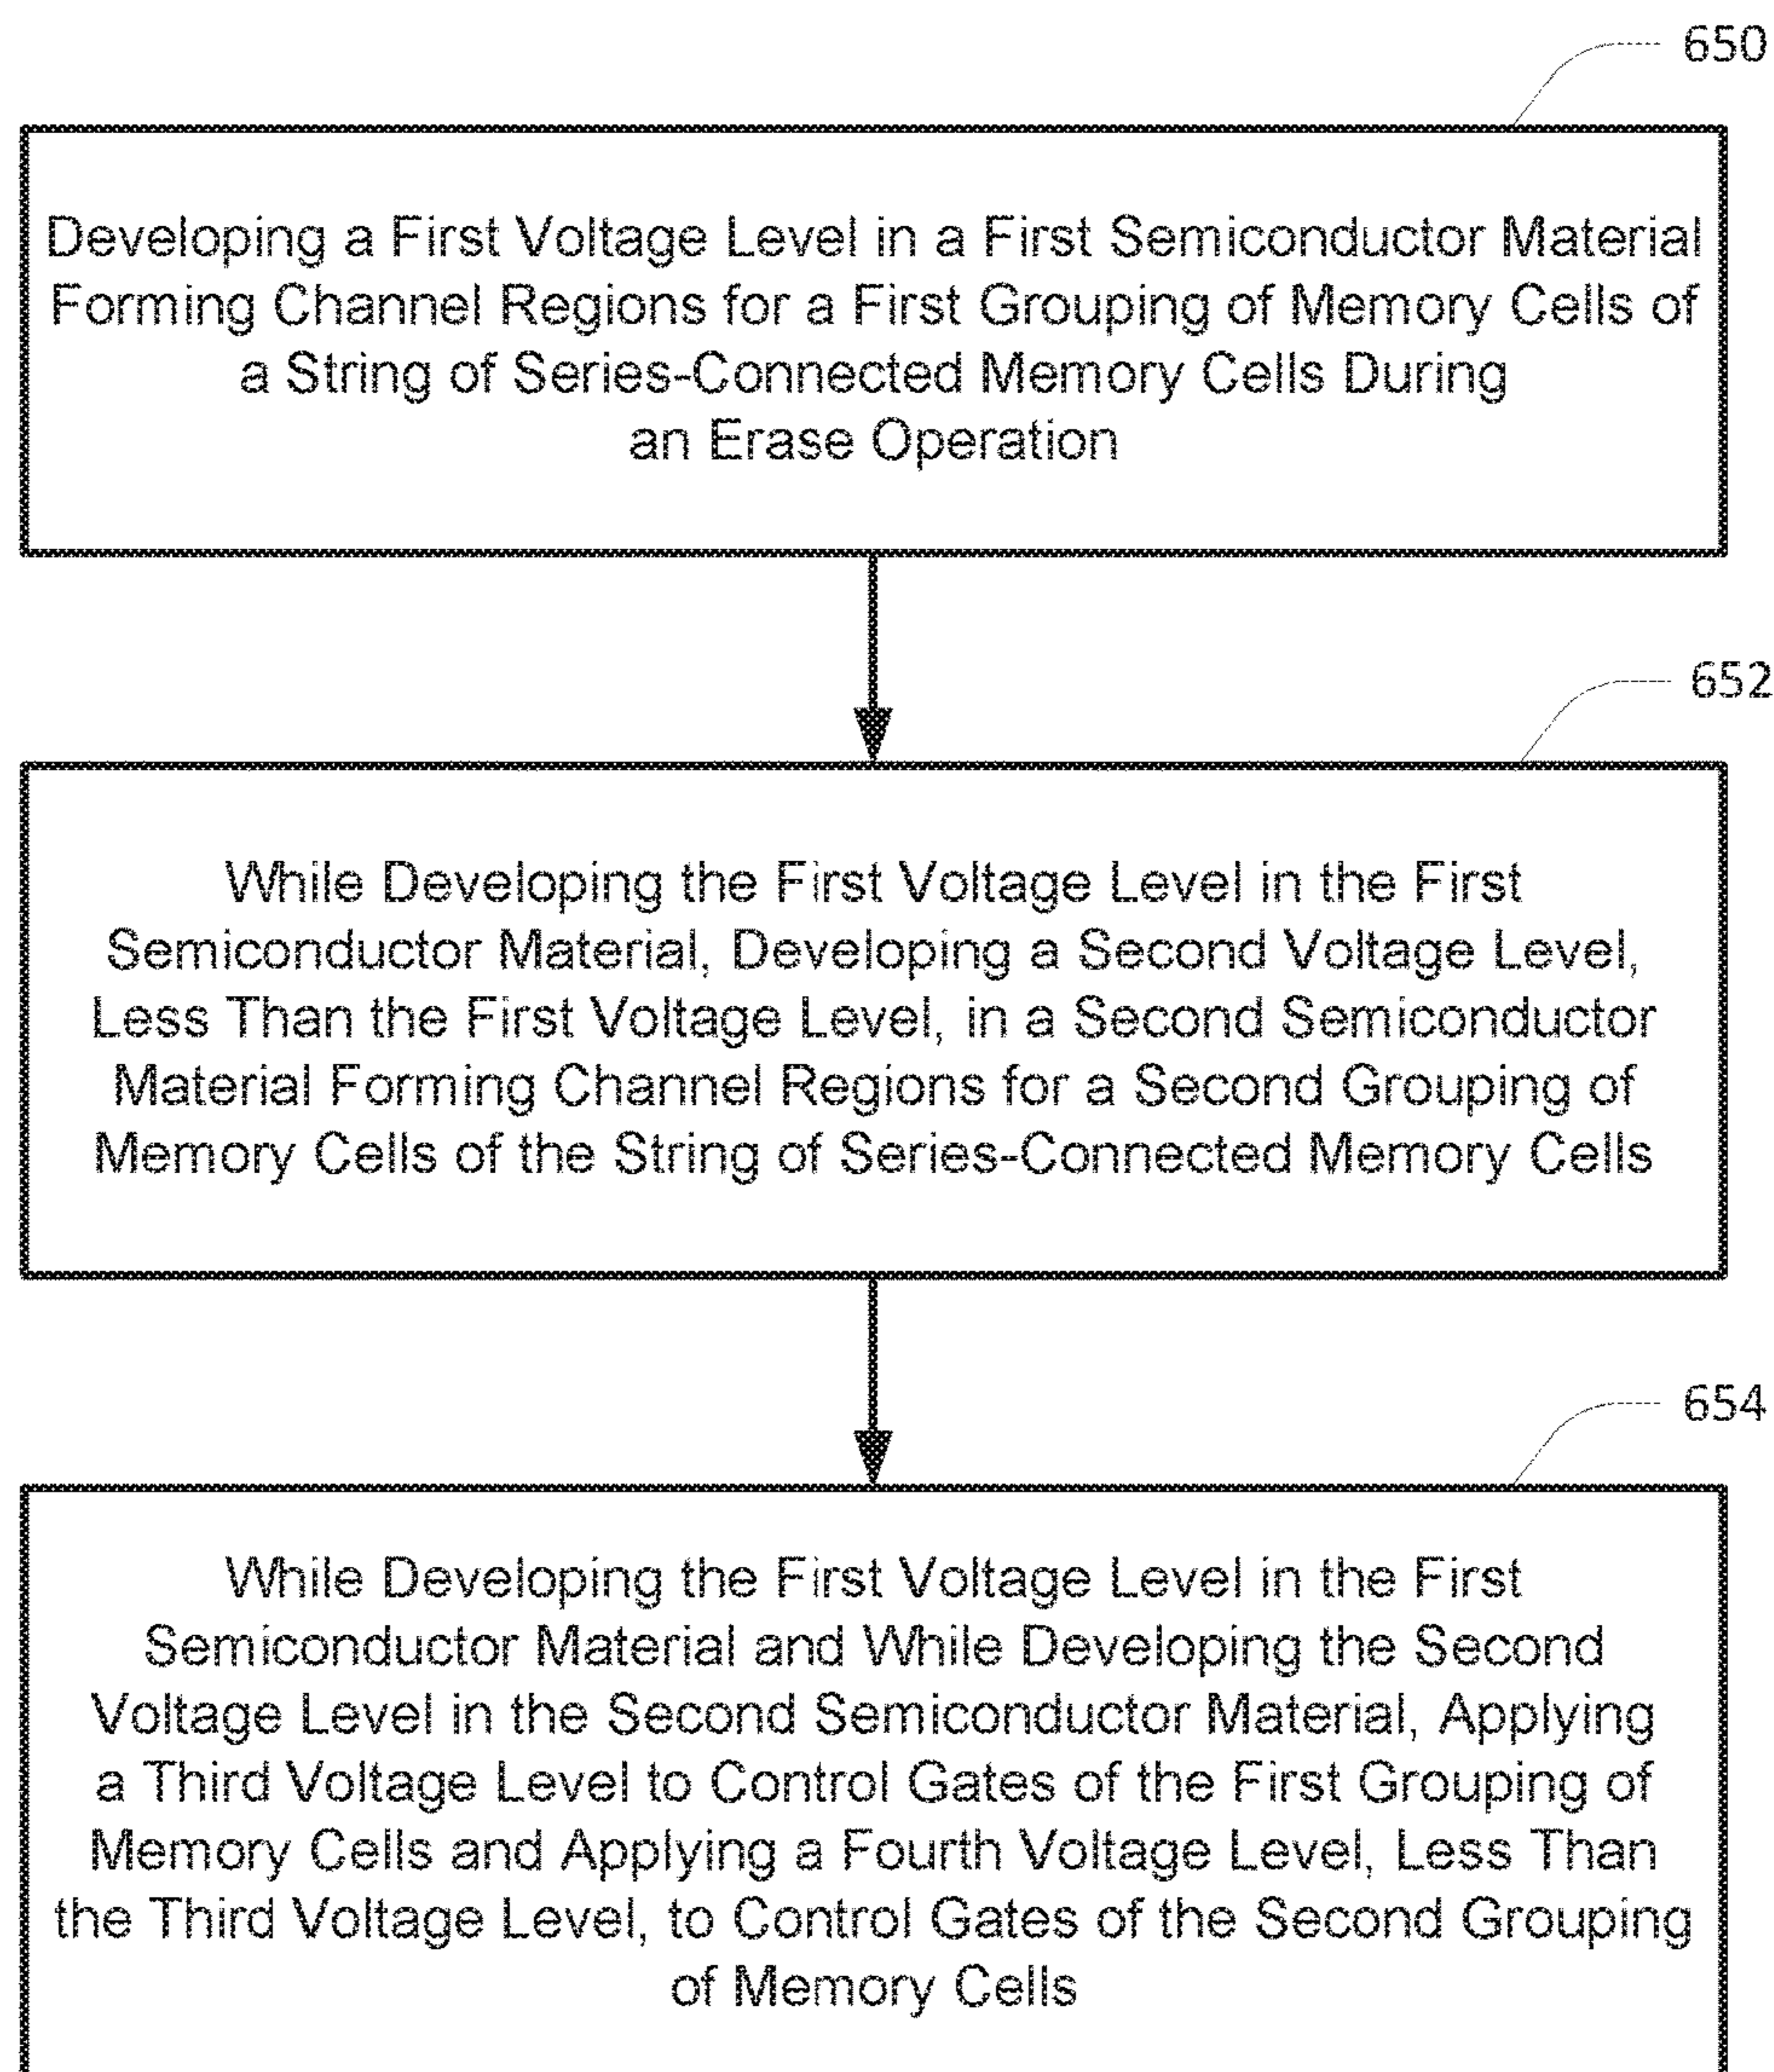 650
Developing a First Voltage Level in a First Semiconductor Material
Forming Channel Regions for a First Grouping of Memory Cells of
a String of Series-Connected Memory Cells During
an Erase Operation
652
While Developing the First Voltage Level in the First
Semiconductor Material, Developing a Second Voltage Level,
Less Than the First Voltage Level, in a Second Semiconductor
Material Forming Channel Regions for a Second Grouping of
Memory Cells of the String of Series-Connected Memory Cells
654
While Developing the First Voltage Level in the First
Semiconductor Material and While Developing the Second
Voltage Level in the Second Semiconductor Material, Applying
a Third Voltage Level to Control Gates of the First Grouping of
Memory Cells and Applying a Fourth Voltage Level, Less Than
the Third Voltage Level, to Control Gates of the Second Grouping
of Memory Cells